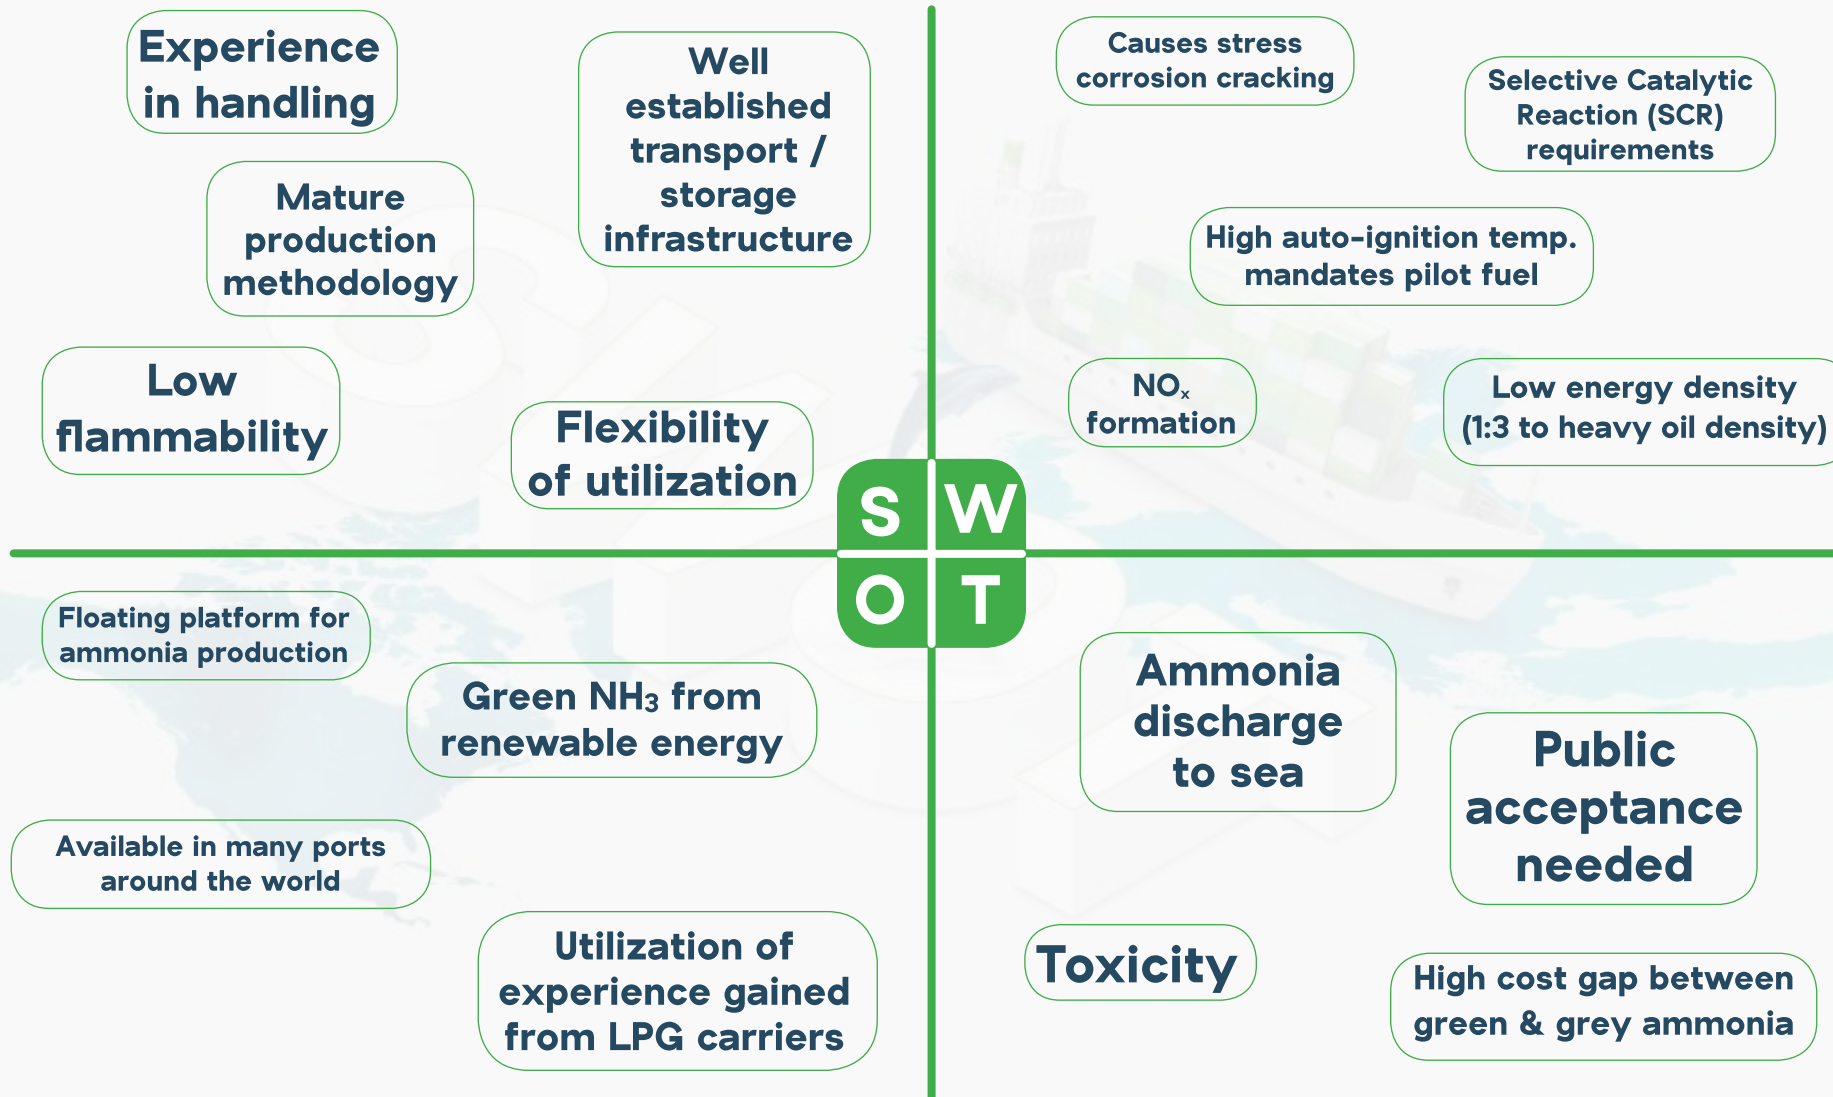 Experience
in handling
Well
established
transport /
storage
infrastructure
Mature
production
methodology
Low
flammability
Flexibility
of utilization
Causes stress
corrosion cracking
Selective Catalytic
Reaction (SCR)
requirements
High auto-ignition temp.
mandates pilot fuel
NOₓ
formation
Low energy density
(1:3 to heavy oil density)
S W
O T
Floating platform for
ammonia production
Green NH₃ from
renewable energy
Available in many ports
around the world
Utilization of
experience gained
from LPG carriers
Ammonia
discharge
to sea
Public
acceptance
needed
Toxicity
High cost gap between
green & grey ammonia